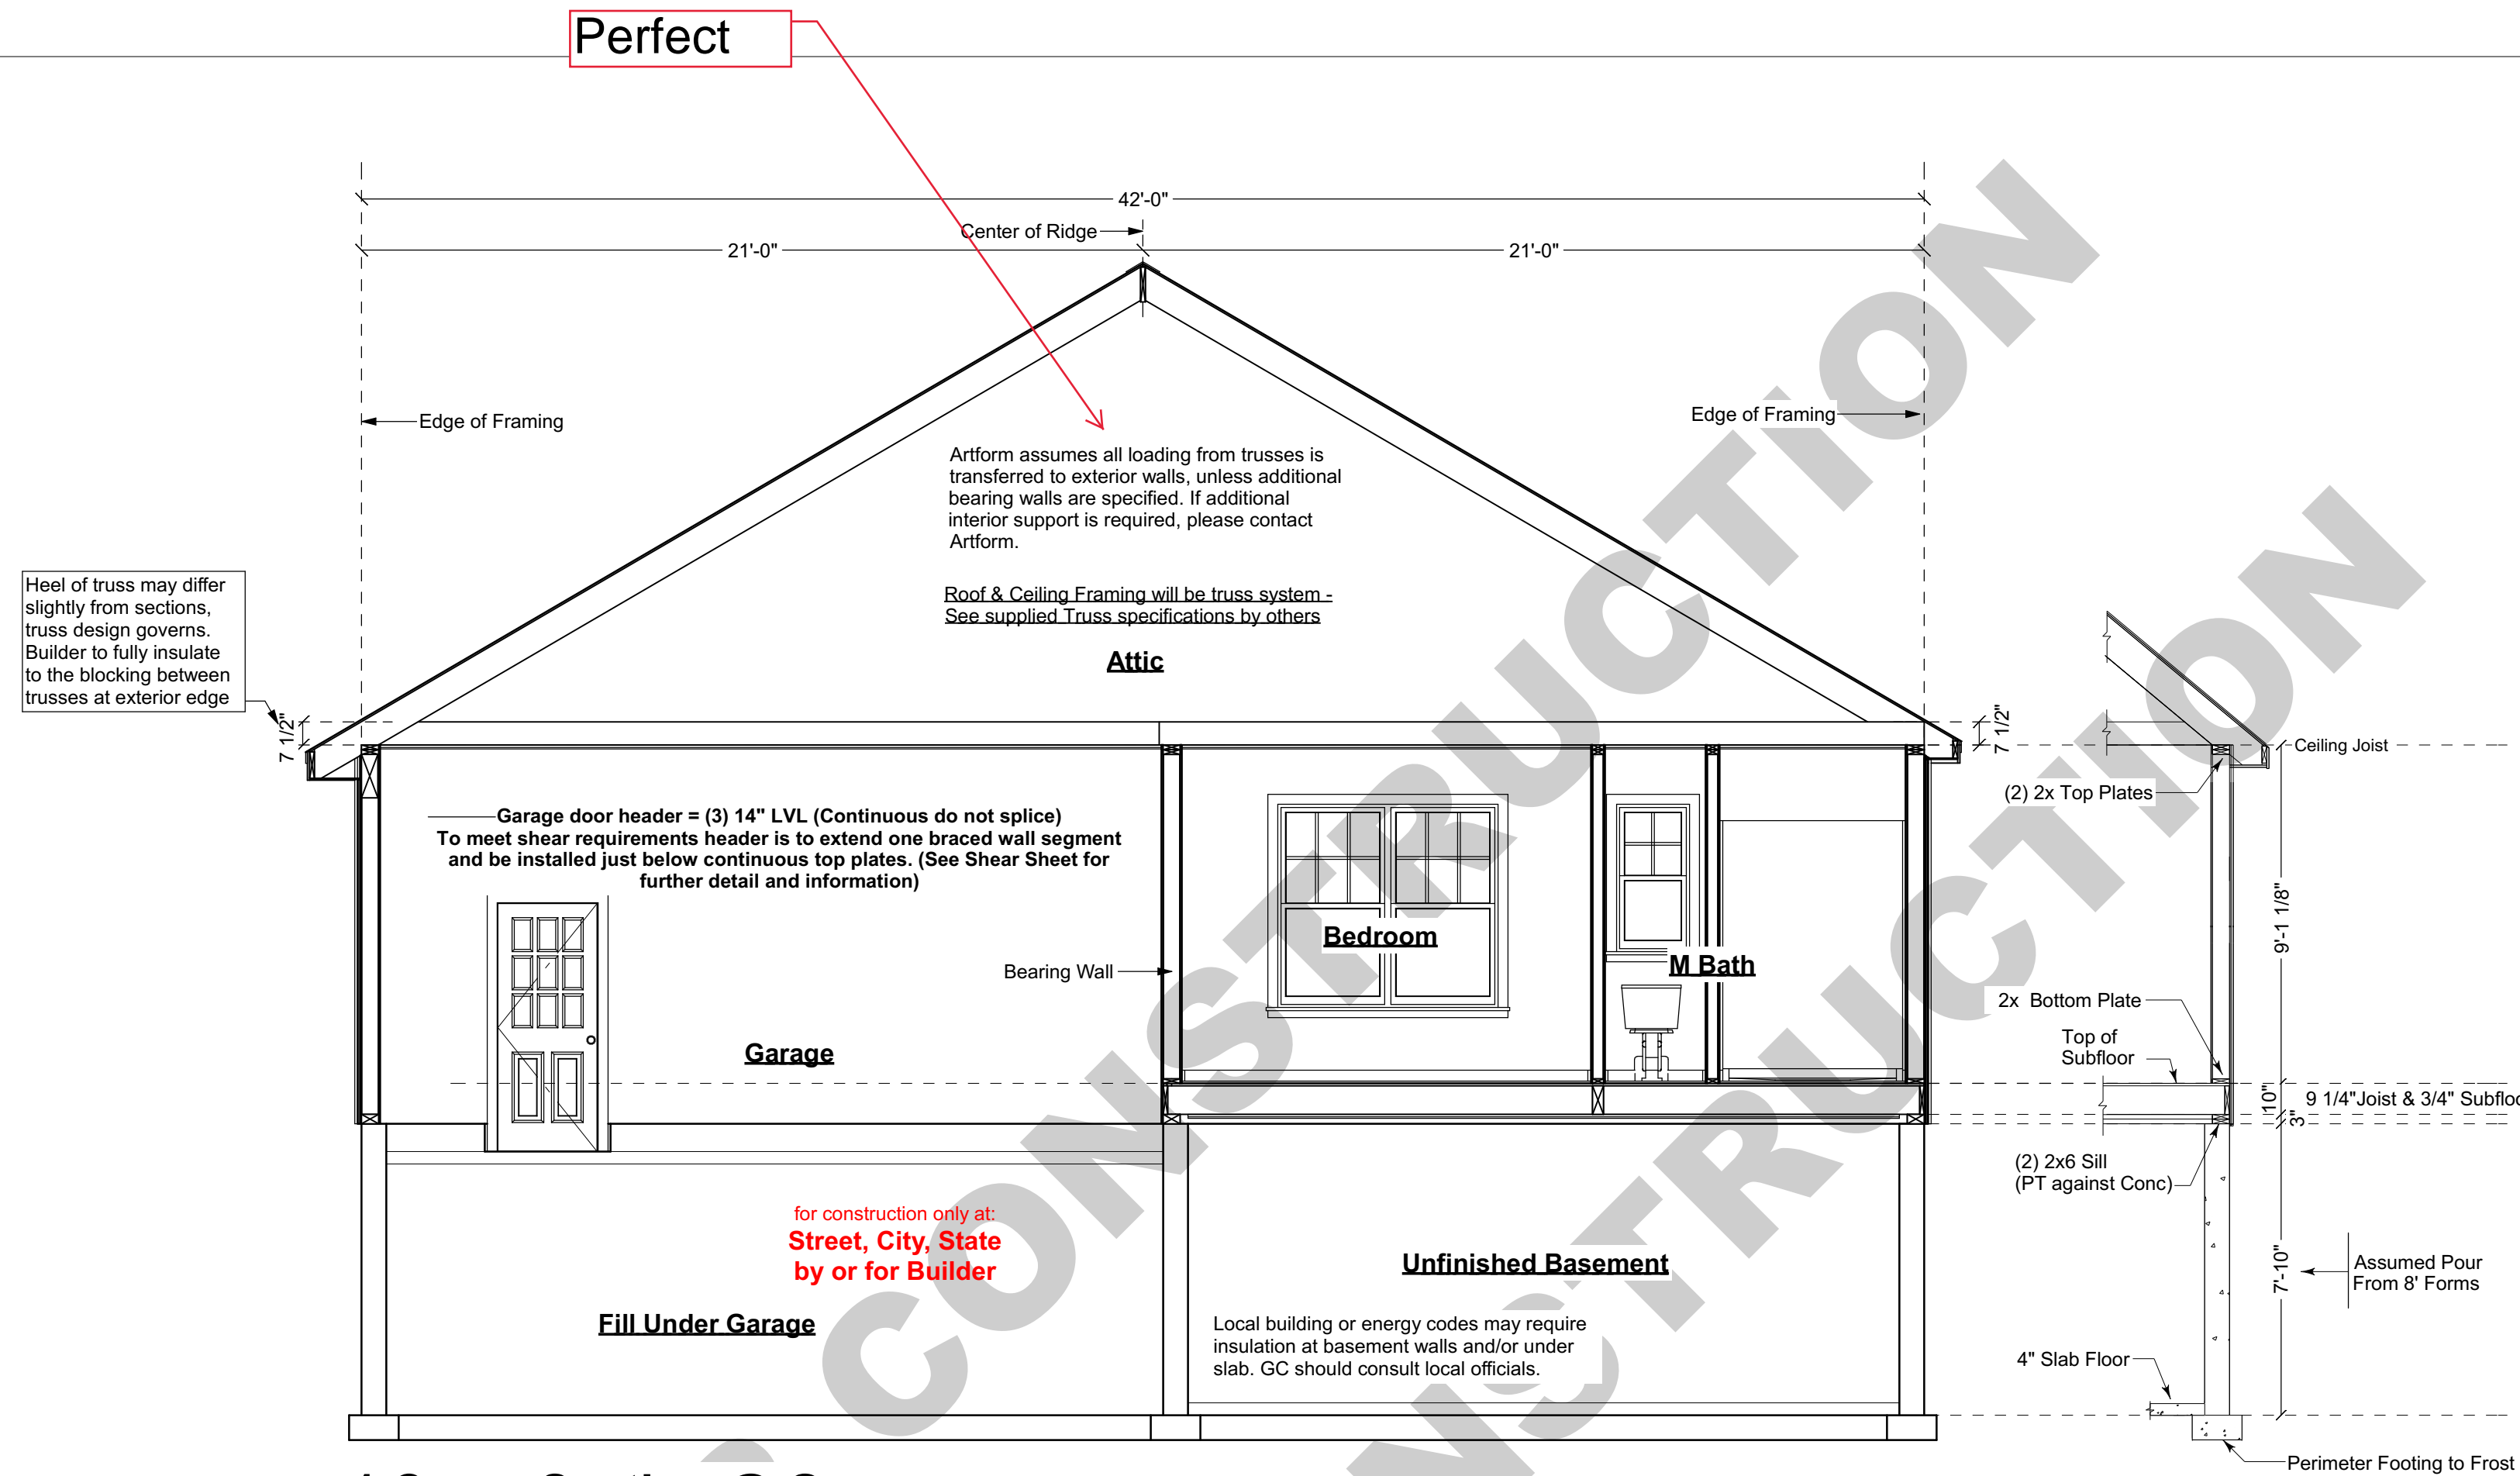 Perfect
42'-0"
Center of Ridge
21'-0"
21'-0"
Edge of Framing
Edge of Framing
Artform assumes all loading from trusses is
transferred to exterior walls, unless additional
bearing walls are specified. If additional
interior support is required, please contact
Artform.
Roof & Ceiling Framing will be truss system -
See supplied Truss specifications by others
Attic
Heel of truss may differ
slightly from sections,
truss design governs.
Builder to fully insulate
to the blocking between
trusses at exterior edge
7 1/2"
7 1/2"
Ceiling Joist
(2) 2x Top Plates
Garage door header = (3) 14" LVL (Continuous do not splice)
To meet shear requirements header is to extend one braced wall segment
and be installed just below continuous top plates. (See Shear Sheet for
further detail and information)
Bedroom
M Bath
Bearing Wall
Garage
9'-1 1/8"
2x Bottom Plate
Top of
Subfloor
10"
9 1/4"Joist & 3/4" Subfloo
3"
(2) 2x6 Sill
(PT against Conc)
for construction only at:
Street, City, State
by or for Builder
Fill Under Garage
Unfinished Basement
Local building or energy codes may require
insulation at basement walls and/or under
slab. GC should consult local officials.
7'-10"
Assumed Pour
From 8' Forms
4" Slab Floor
Perimeter Footing to Frost
CONSTRUCTION
NSTRUCTION